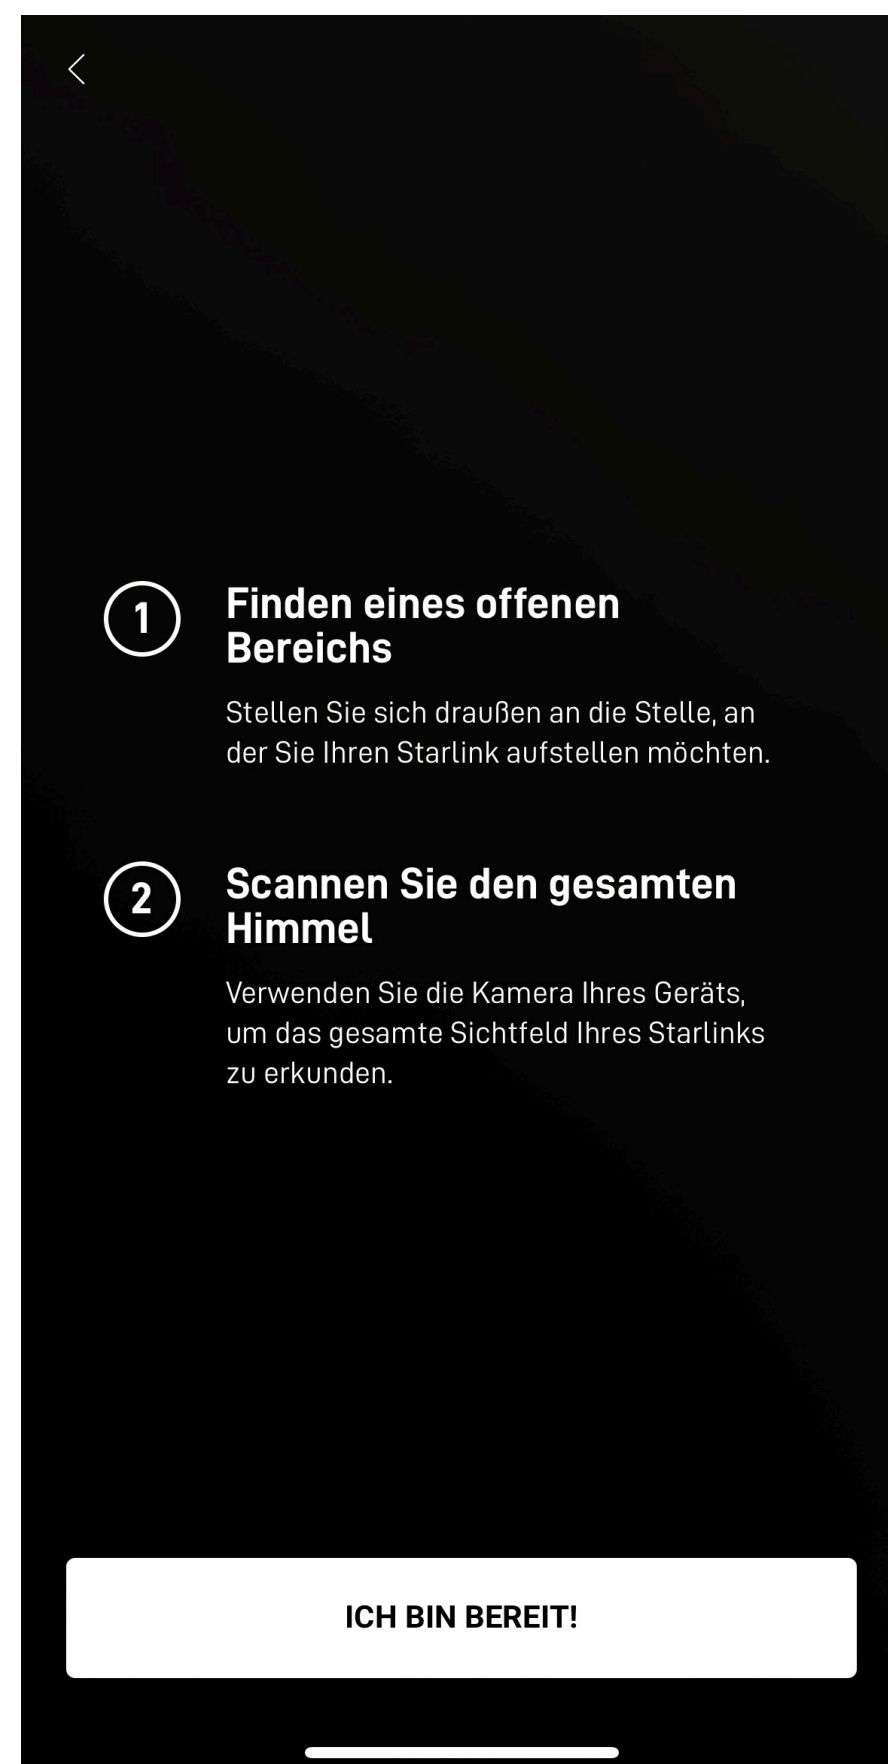 1
Finden eines offenen
Bereichs
Stellen Sie sich draußen an die Stelle, an
der Sie Ihren Starlink aufstellen möchten.
2
Scannen Sie den gesamten
Himmel
Verwenden Sie die Kamera Ihres Geräts,
um das gesamte Sichtfeld Ihres Starlinks
zu erkunden.
ICH BIN BEREIT!